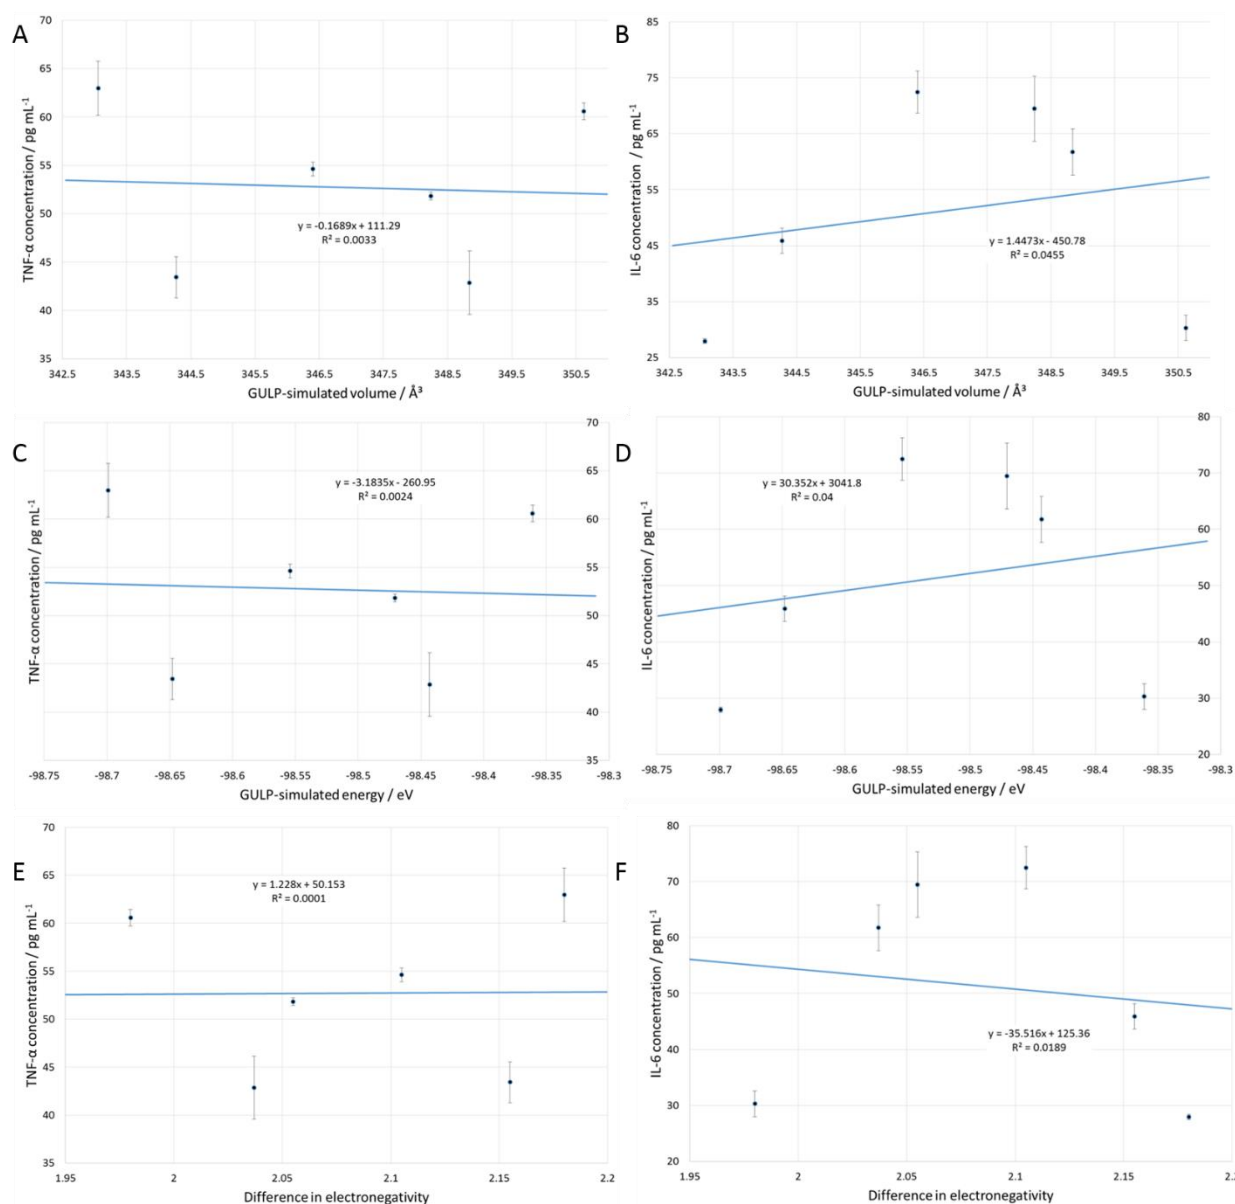 A
TNF-α concentration / pg mL⁻¹
70
65
60
55
50
45
40
35
y = -0.1689x + 111.29
R² = 0.0033
342.5 343.5 344.5 345.5 346.5 347.5 348.5 349.5 350.5
GULP-simulated volume / Å³
B
IL-6 concentration / pg mL⁻¹
85
75
65
55
45
35
25
y = 1.4473x - 450.78
R² = 0.0455
342.5 343.5 344.5 345.5 346.5 347.5 348.5 349.5 350.5
GULP-simulated volume / Å³
C
TNF-α concentration / pg mL⁻¹
y = -3.1835x - 260.95
R² = 0.0024
70
65
60
55
50
45
40
35
-98.75 -98.7 -98.65 -98.6 -98.55 -98.5 -98.45 -98.4 -98.35 -98.3
GULP-simulated energy / eV
D
IL-6 concentration / pg mL⁻¹
y = 30.352x + 3041.8
R² = 0.04
80
70
60
50
40
30
20
-98.75 -98.7 -98.65 -98.6 -98.55 -98.5 -98.45 -98.4 -98.35 -98.3
GULP-simulated energy / eV
E
TNF-α concentration / pg mL⁻¹
70
65
60
55
50
45
40
35
y = 1.228x + 50.153
R² = 0.0001
1.95 2 2.05 2.1 2.15 2.2
Difference in electronegativity
F
IL-6 concentration / pg mL⁻¹
80
70
60
50
40
30
20
y = -35.516x + 125.36
R² = 0.0189
1.95 2 2.05 2.1 2.15
Difference in electronegativity